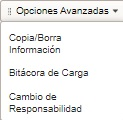 Opciones Avanzadas
Copia/Borra
Información
Bitácora de Carga
Cambio de
Responsabilidad